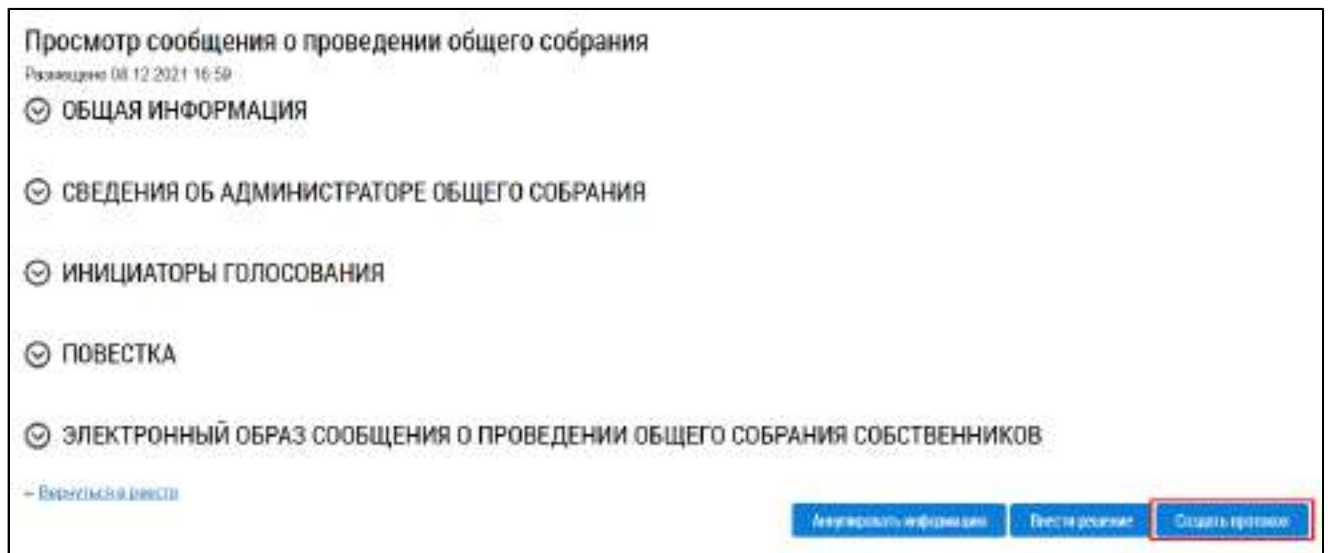 Просмотр сообщения о проведении общего собрания
Размещено 08.12.2021 16:59
ОБЩАЯ ИНФОРМАЦИЯ
СВЕДЕНИЯ ОБ АДМИНИСТРАТОРЕ ОБЩЕГО СОБРАНИЯ
ИНИЦИАТОРЫ ГОЛОСОВАНИЯ
ПОВЕСТКА
ЭЛЕКТРОННЫЙ ОБРАЗ СООБЩЕНИЯ О ПРОВЕДЕНИИ ОБЩЕГО СОБРАНИЯ СОБСТВЕННИКОВ
← Вернуться в реестр
Аннулировать информацию Внести решение Создать протокол